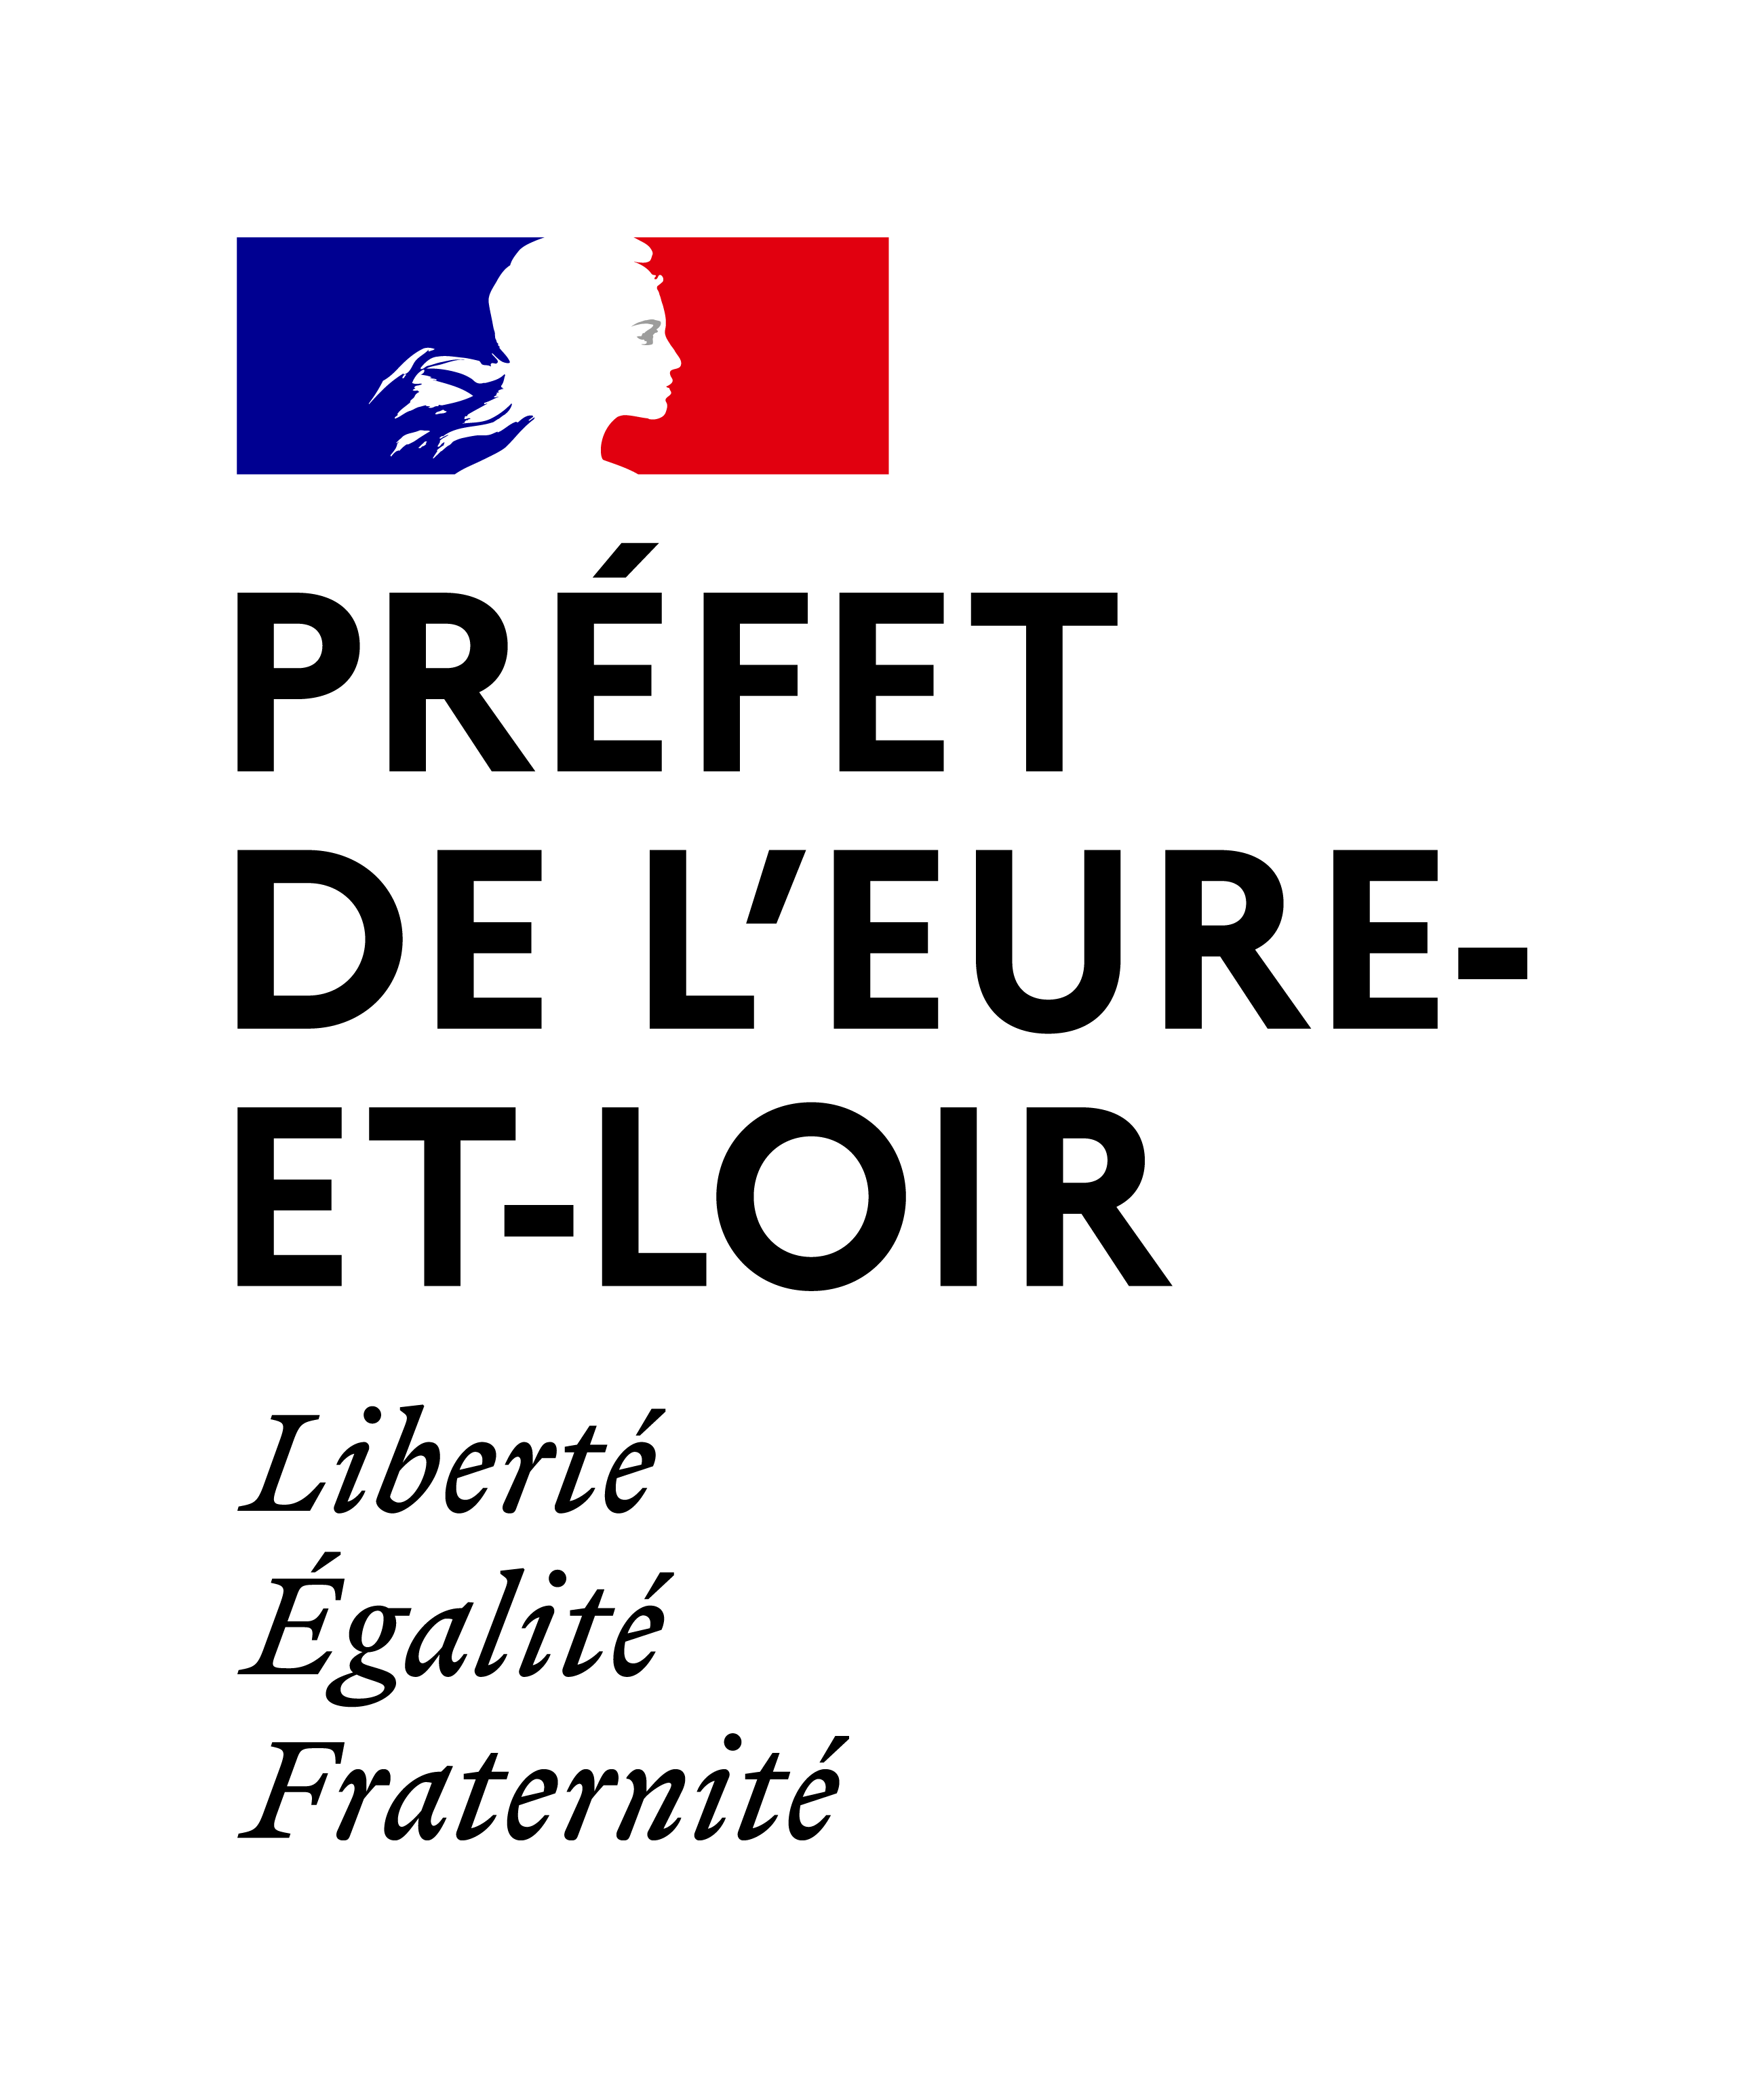 PRÉFET
DE L’EURE-
ET-LOIR
Liberté
Égalité
Fraternité